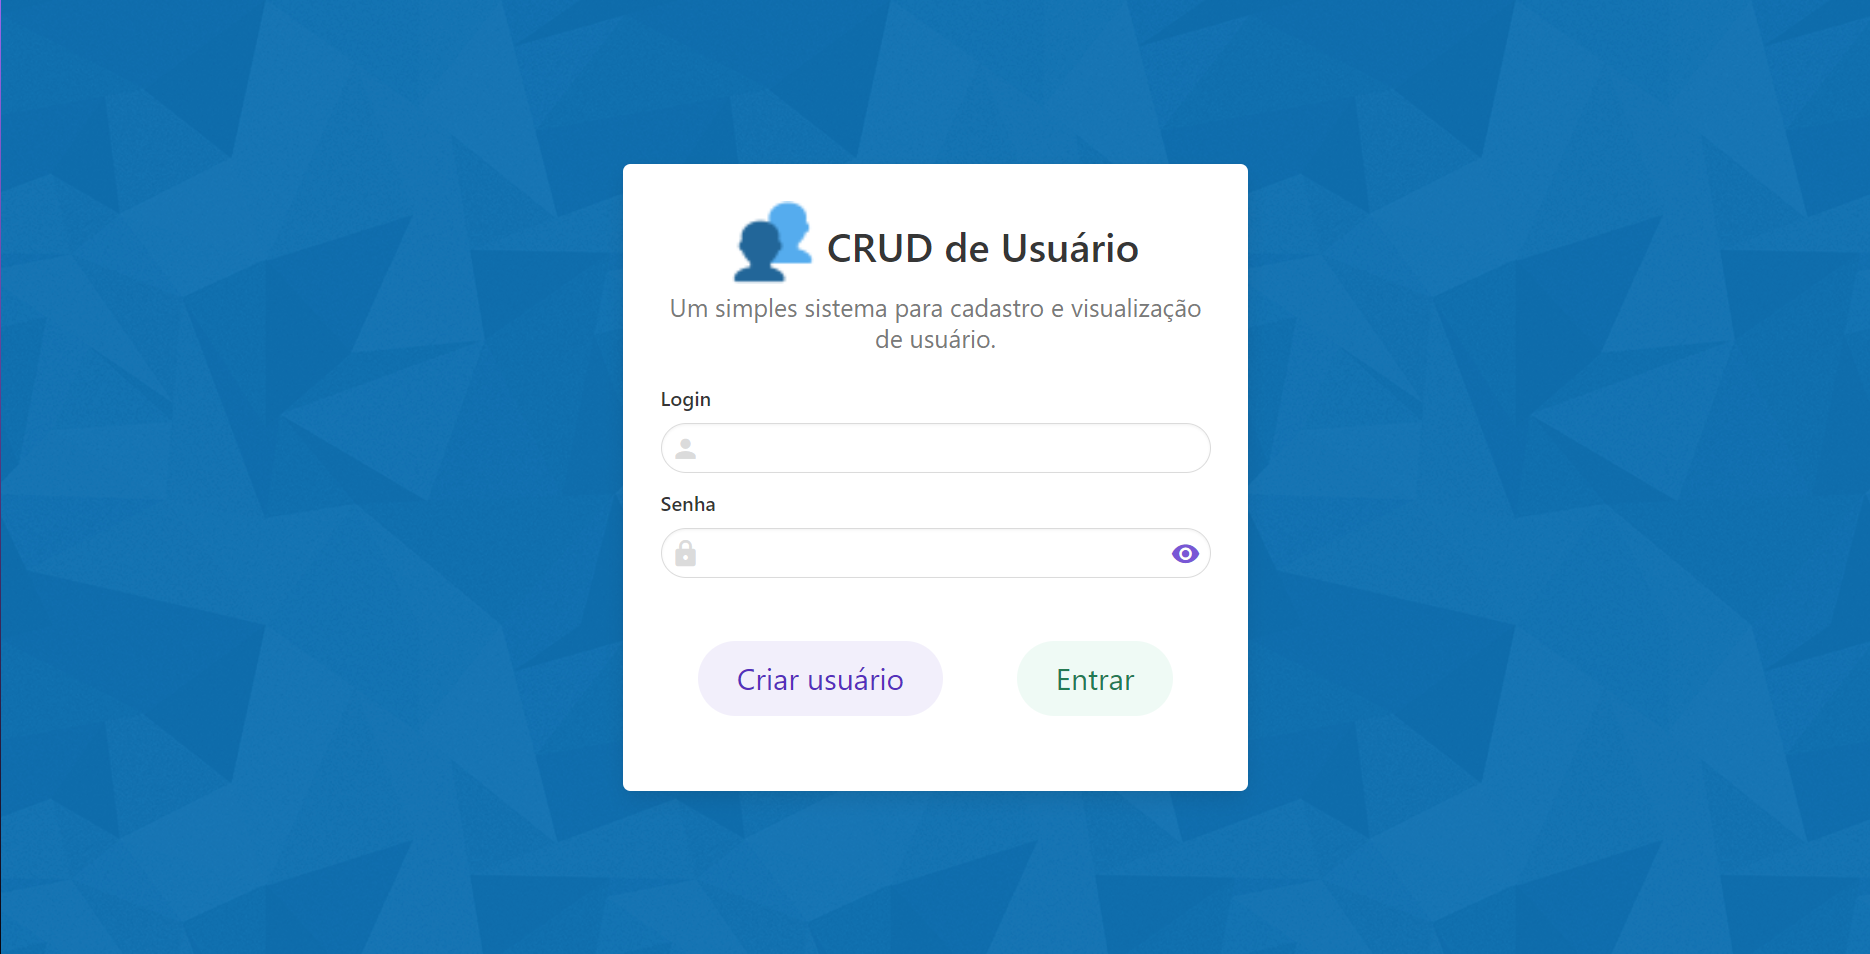 CRUD de Usuário
Um simples sistema para cadastro e visualização
de usuário.
Login
Senha
Criar usuário
Entrar